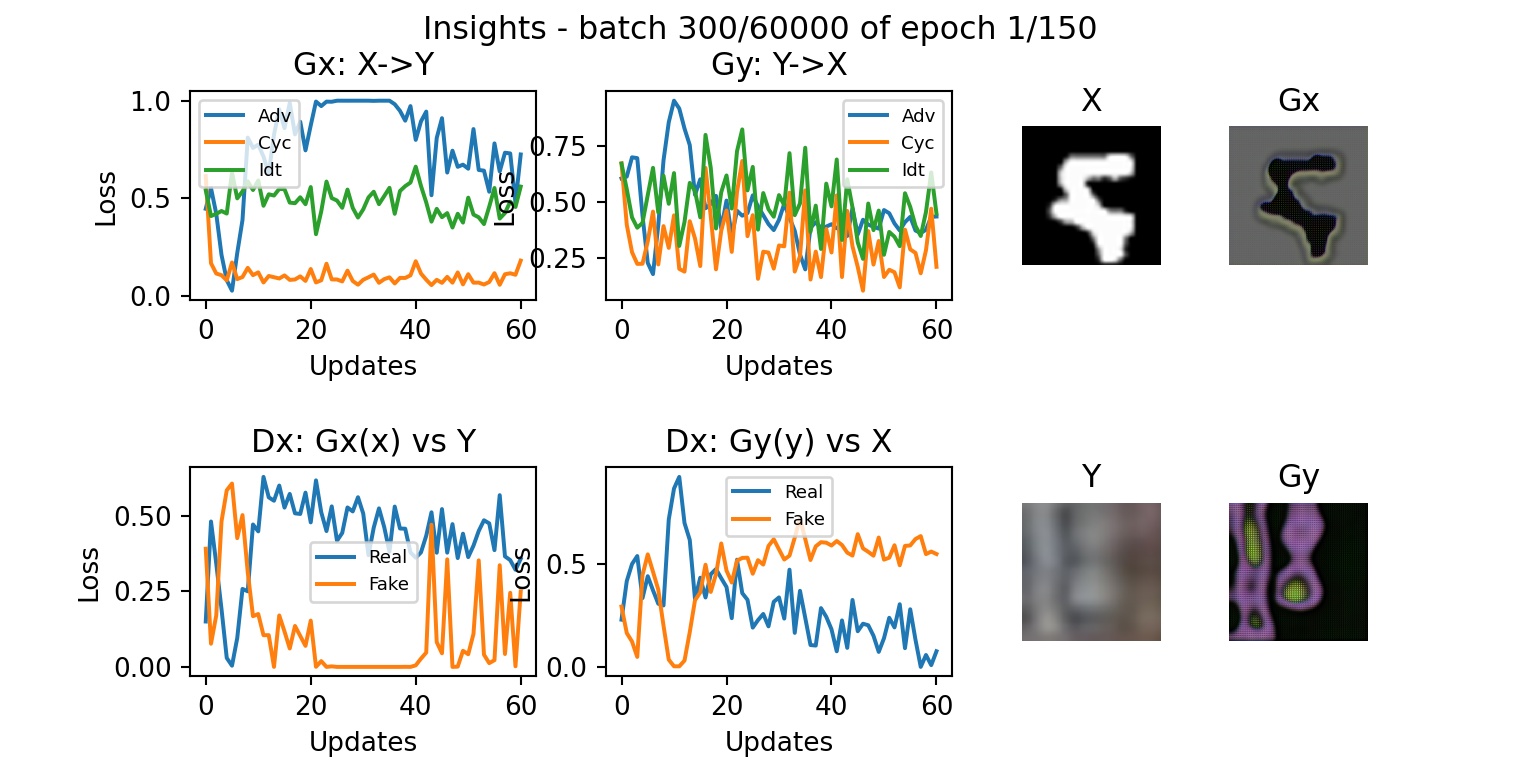 Insights - batch 300/60000 of epoch 1/150
Gx: X->Y
Loss
1.0
0.5
0.0
Adv
Cyc
Idt
0 20 40 60
Updates
Gy: Y->X
Loss
0.75
0.50
0.25
Adv
Cyc
Idt
0 20 40 60
Updates
X
Gx
Dx: Gx(x) vs Y
Loss
0.50
0.25
0.00
Real
Fake
0 20 40 60
Updates
Dx: Gy(y) vs X
Loss
0.5
0.0
Real
Fake
0 20 40 60
Updates
Y
Gy